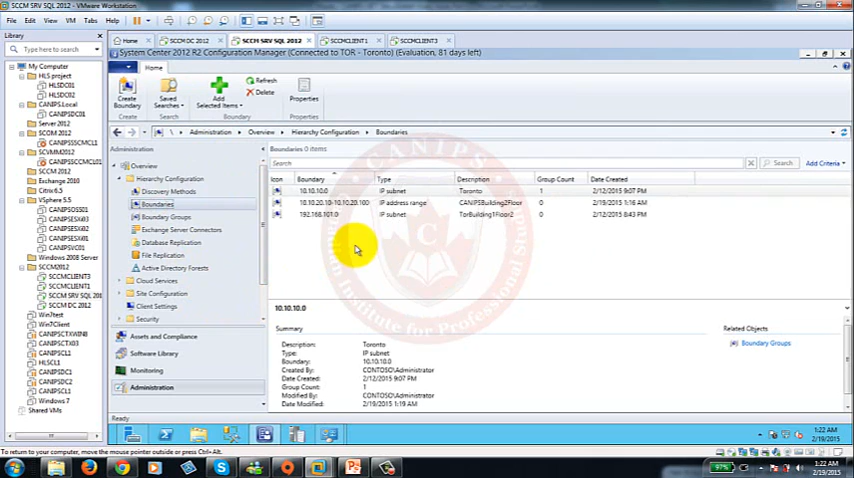 SCCM SRV SQL 2012 - VMware Workstation
File Edit View VM Tabs Help
Library
Type here to search
My Computer
HLS project
HLSDC01
HLSDC02
CANIPS.Local
CANIPSDC01
Server 2012
SCOM 2012
CANIPSSSCMCL1
SCVMM2012
CANIPSSCMCL01
Exchange 2010
Citrix 6.5
VSphere 5.5
CANIPSOSS01
CANIPSESX03
CANIPSESX02
CANIPSESX01
CANIPSVC01
Windows 2008 Server
SCCM2012
SCCMCLIENT3
SCCMCLIENT1
SCCM SRV SQL 201
SCCM DC 2012
Win7test
Win7Client
CANIPSCTXWIN8
CANIPSCTX03
CANIPSCL1
HLSCL1
CANIPSDC1
CANIPSDC2
CANIPSCL1
Windows 7
Shared VMs
Home SCCM DC 2012 SCCM SRV SQL 2012 SCCMCLIENT1 SCCMCLIENT3
System Center 2012 R2 Configuration Manager (Connected to TOR - Toronto) (Evaluation, 81 days left)
Home
Create Boundary
Saved Searches
Add Selected Items
Refresh
Delete
Properties
Create Search Boundary Properties
\ Administration Overview Hierarchy Configuration Boundaries
Administration
Overview
Hierarchy Configuration
Discovery Methods
Boundaries
Boundary Groups
Exchange Server Connectors
Database Replication
File Replication
Active Directory Forests
Cloud Services
Site Configuration
Client Settings
Security
Assets and Compliance
Software Library
Monitoring
Administration
Boundaries 0 items
Search Search Add Criteria
Icon Boundary Type Description Group Count Date Created
10.10.10.0 IP subnet Toronto 1 2/12/2015 9:07 PM
10.10.20.10-10.10.20.100 IP address range CANIPSBuilding2Floor 0 2/19/2015 1:16 AM
192.168.101.0 IP subnet TorBuilding1Floor2 0 2/12/2015 8:43 PM
CANIPS
C
10.10.10.0
Summary
Description: Toronto
Type: IP subnet
Boundary: 10.10.10.0
Created By: CONTOSO\Administrator
Date Created: 2/12/2015 9:07 PM
Group Count: 1
Modified By: CONTOSO\Administrator
Date Modified: 2/19/2015 1:19 AM
Related Objects
Boundary Groups
Ready
1:22 AM
2/19/2015
To return to your computer, move the mouse pointer outside or press Ctrl+Alt.
97%
1:22 AM
2/19/2015